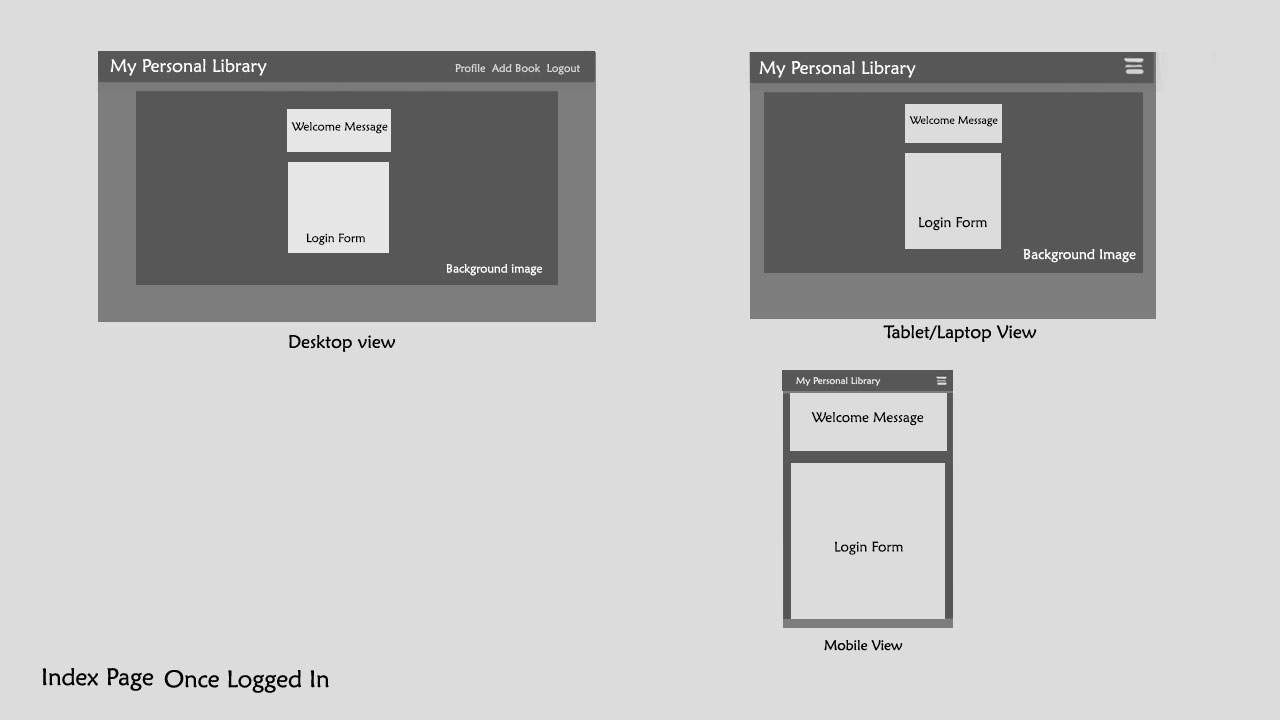 My Personal Library
Profile Add Book Logout
Welcome Message
Login Form
Background image
Desktop view
My Personal Library
Welcome Message
Login Form
Background Image
Tablet/Laptop View
My Personal Library
Welcome Message
Login Form
Mobile View
Index Page Once Logged In